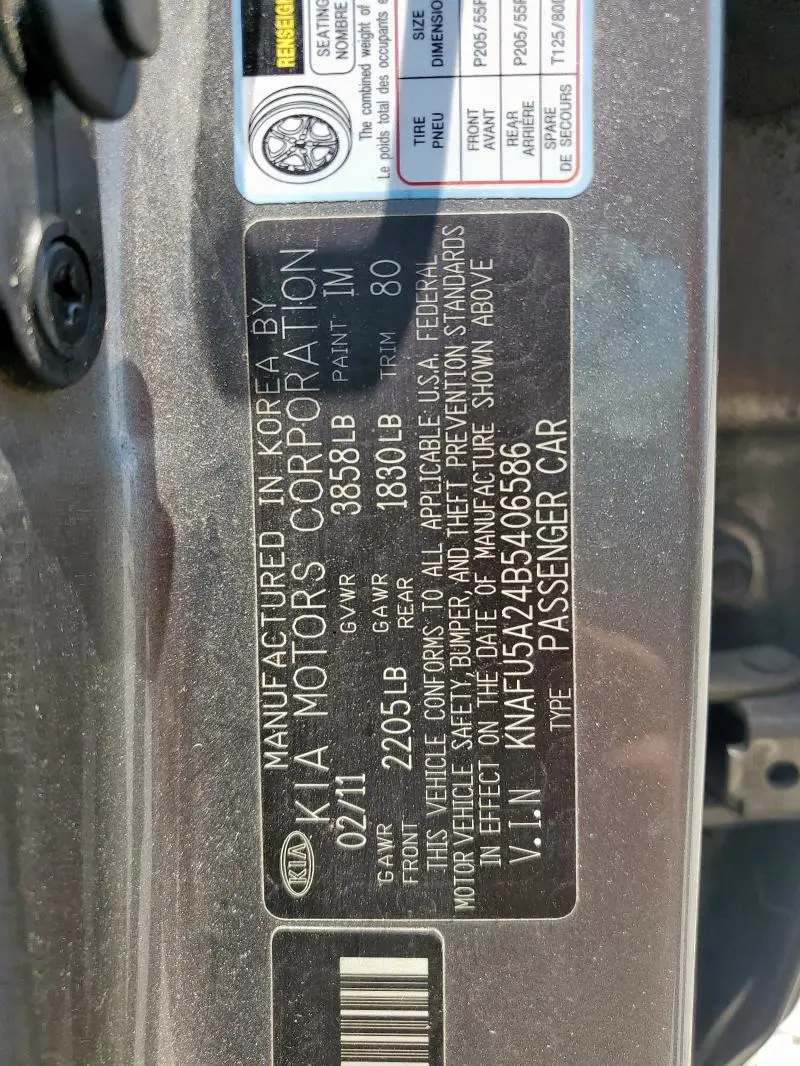 RENSEIG
SEATING
NOMBRE
The combined weight of
Le poids total des occupants e
TIRE SIZE
PNEU DIMENSIO
FRONT P205/55R
AVANT
REAR P205/55R
ARRIÈRE
SPARE T125/80D
DE SECOURS
MANUFACTURED IN KOREA BY
KIA KIA MOTORS CORPORATION
02/11 GVWR 3858LB PAINT IM
GAWR FRONT 2205LB GAWR REAR 1830LB TRIM 80
THIS VEHICLE CONFORMS TO ALL APPLICABLE U.S.A. FEDERAL
MOTOR VEHICLE SAFETY, BUMPER, AND THEFT PREVENTION STANDARDS
IN EFFECT ON THE DATE OF MANUFACTURE SHOWN ABOVE
V.I.N KNAFU5A24B5406586
TYPE PASSENGER CAR